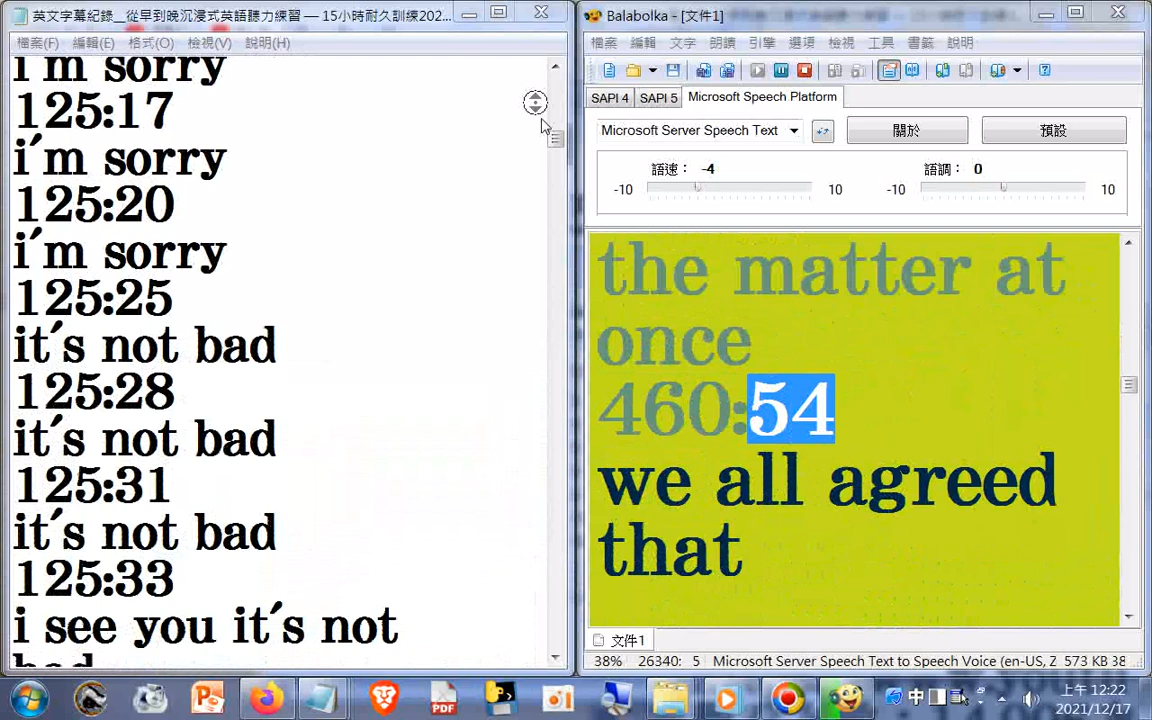 英文字幕紀錄__從早到晚沉浸式英語聽力練習 — 15小時耐久訓練202...
檔案(F) 編輯(E) 格式(O) 檢視(V) 說明(H)
i'm sorry
125:17
i'm sorry
125:20
i'm sorry
125:25
it's not bad
125:28
it's not bad
125:31
it's not bad
125:33
i see you it's not
bad
Balabolka - [文件1]
檔案 編輯 文字 朗讀 引擎 選項 檢視 工具 書籤 說明
SAPI 4 SAPI 5 Microsoft Speech Platform
Microsoft Server Speech Text 關於 預設
語速： -4 語調： 0
-10 10 -10 10
the matter at
once
460:54
we all agreed
that
文件1
38% 26340: 5 Microsoft Server Speech Text to Speech Voice (en-US, Z 573 KB 38
PDF 中 上午 12:22
2021/12/17